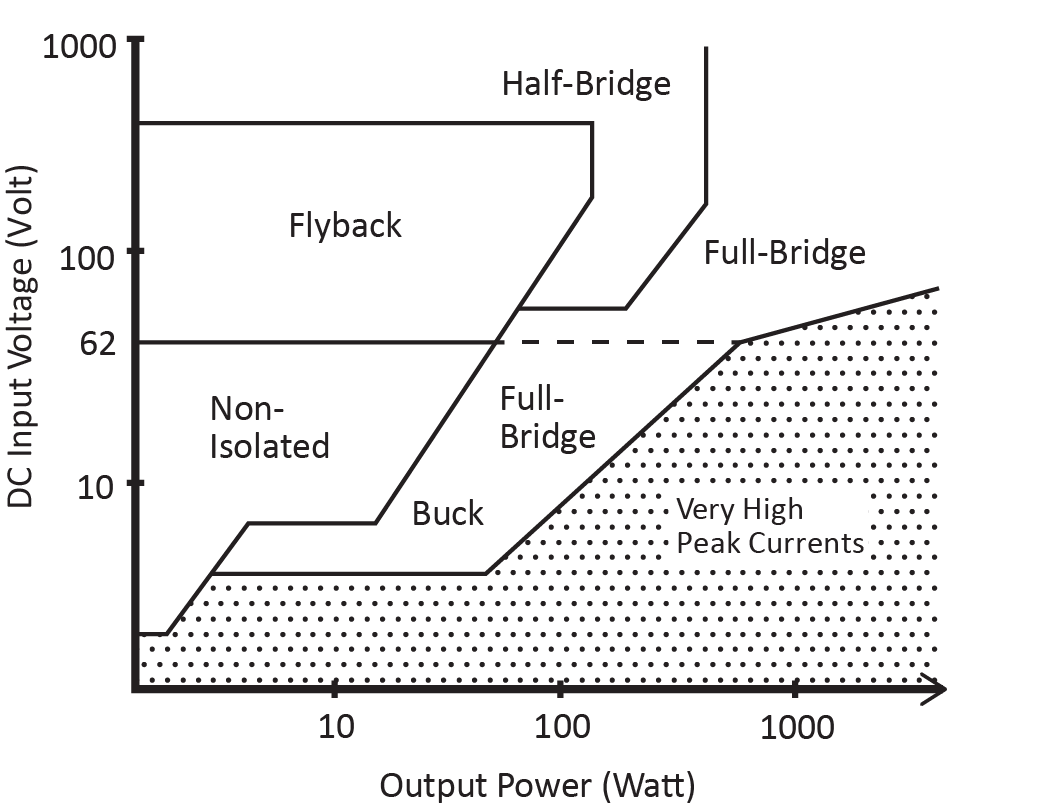 1000
Half-Bridge
Flyback
Full-Bridge
100
62
DC Input Voltage (Volt)
Non-
Isolated
Full-
Bridge
10
Buck
Very High
Peak Currents
10
100
1000
Output Power (Watt)